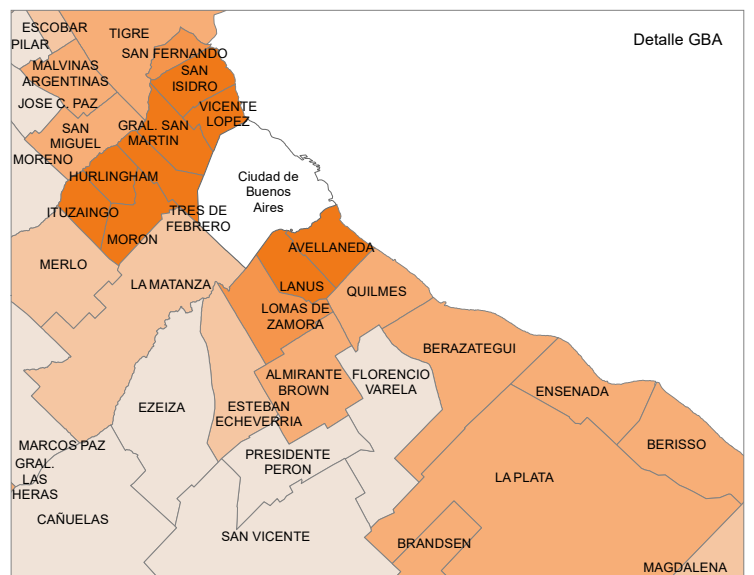 ESCOBAR
TIGRE
Detalle GBA
PILAR
SAN FERNANDO
MALVINAS
ARGENTINAS
SAN
ISIDRO
JOSE C. PAZ
VICENTE
LOPEZ
SAN
MIGUEL
GRAL. SAN
MARTIN
MORENO
HURLINGHAM
Ciudad de
Buenos
Aires
ITUZAINGO
TRES DE
FEBRERO
MORON
AVELLANEDA
MERLO
LA MATANZA
LANUS
QUILMES
LOMAS DE
ZAMORA
BERAZATEGUI
ALMIRANTE
BROWN
FLORENCIO
VARELA
ENSENADA
EZEIZA
ESTEBAN
ECHEVERRIA
MARCOS PAZ
BERISSO
PRESIDENTE
PERON
GRAL.
LAS
HERAS
LA PLATA
CAÑUELAS
SAN VICENTE
BRANDSEN
MAGDALENA